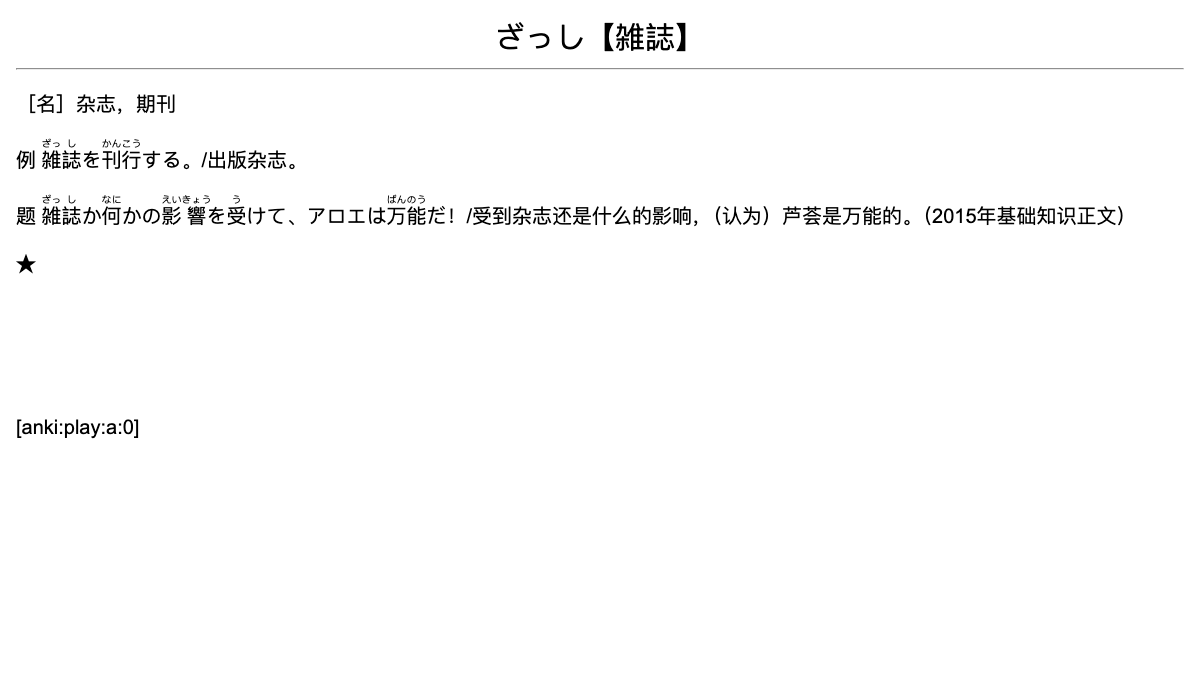 ざっし【雑誌】
［名］杂志，期刊
ざっ し かんこう
例 雑誌を刊行する。/出版杂志。
ざっ し なに えいきょう う ばんのう
题 雑誌か何かの影響を受けて、アロエは万能だ！/受到杂志还是什么的影响，（认为）芦荟是万能的。（2015年基础知识正文）
★
[anki:play:a:0]